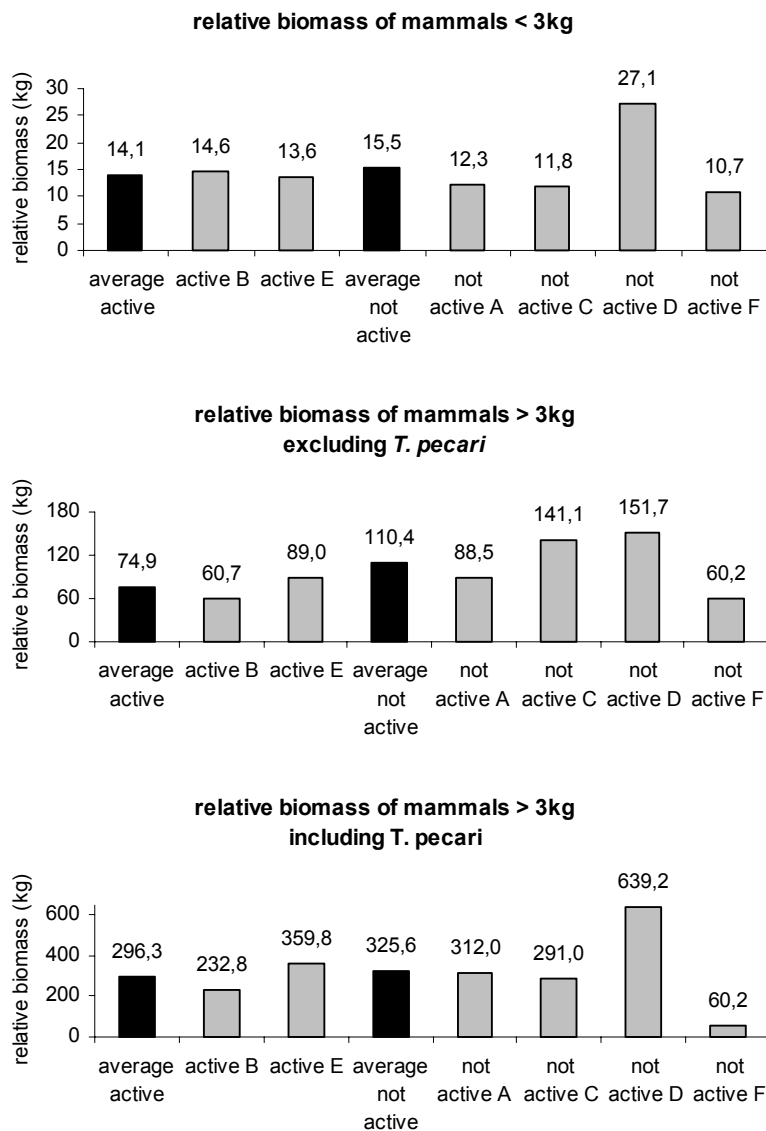 relative biomass of mammals < 3kg
relative biomass (kg)
30
25
20
15
10
5
0
14,1
14,6
13,6
15,5
12,3
11,8
27,1
10,7
average
active
active B
active E
average
not
active
not
active A
not
active C
not
active D
not
active F
relative biomass of mammals > 3kg
excluding T. pecari
relative biomass (kg)
180
120
60
0
74,9
60,7
89,0
110,4
88,5
141,1
151,7
60,2
average
active
active B
active E
average
not
active
not
active A
not
active C
not
active D
not
active F
relative biomass of mammals > 3kg
including T. pecari
relative biomass (kg)
600
400
200
0
296,3
232,8
359,8
325,6
312,0
291,0
639,2
60,2
average
active
active B
active E
average
not
active
not
active A
not
active C
not
active D
not
active F